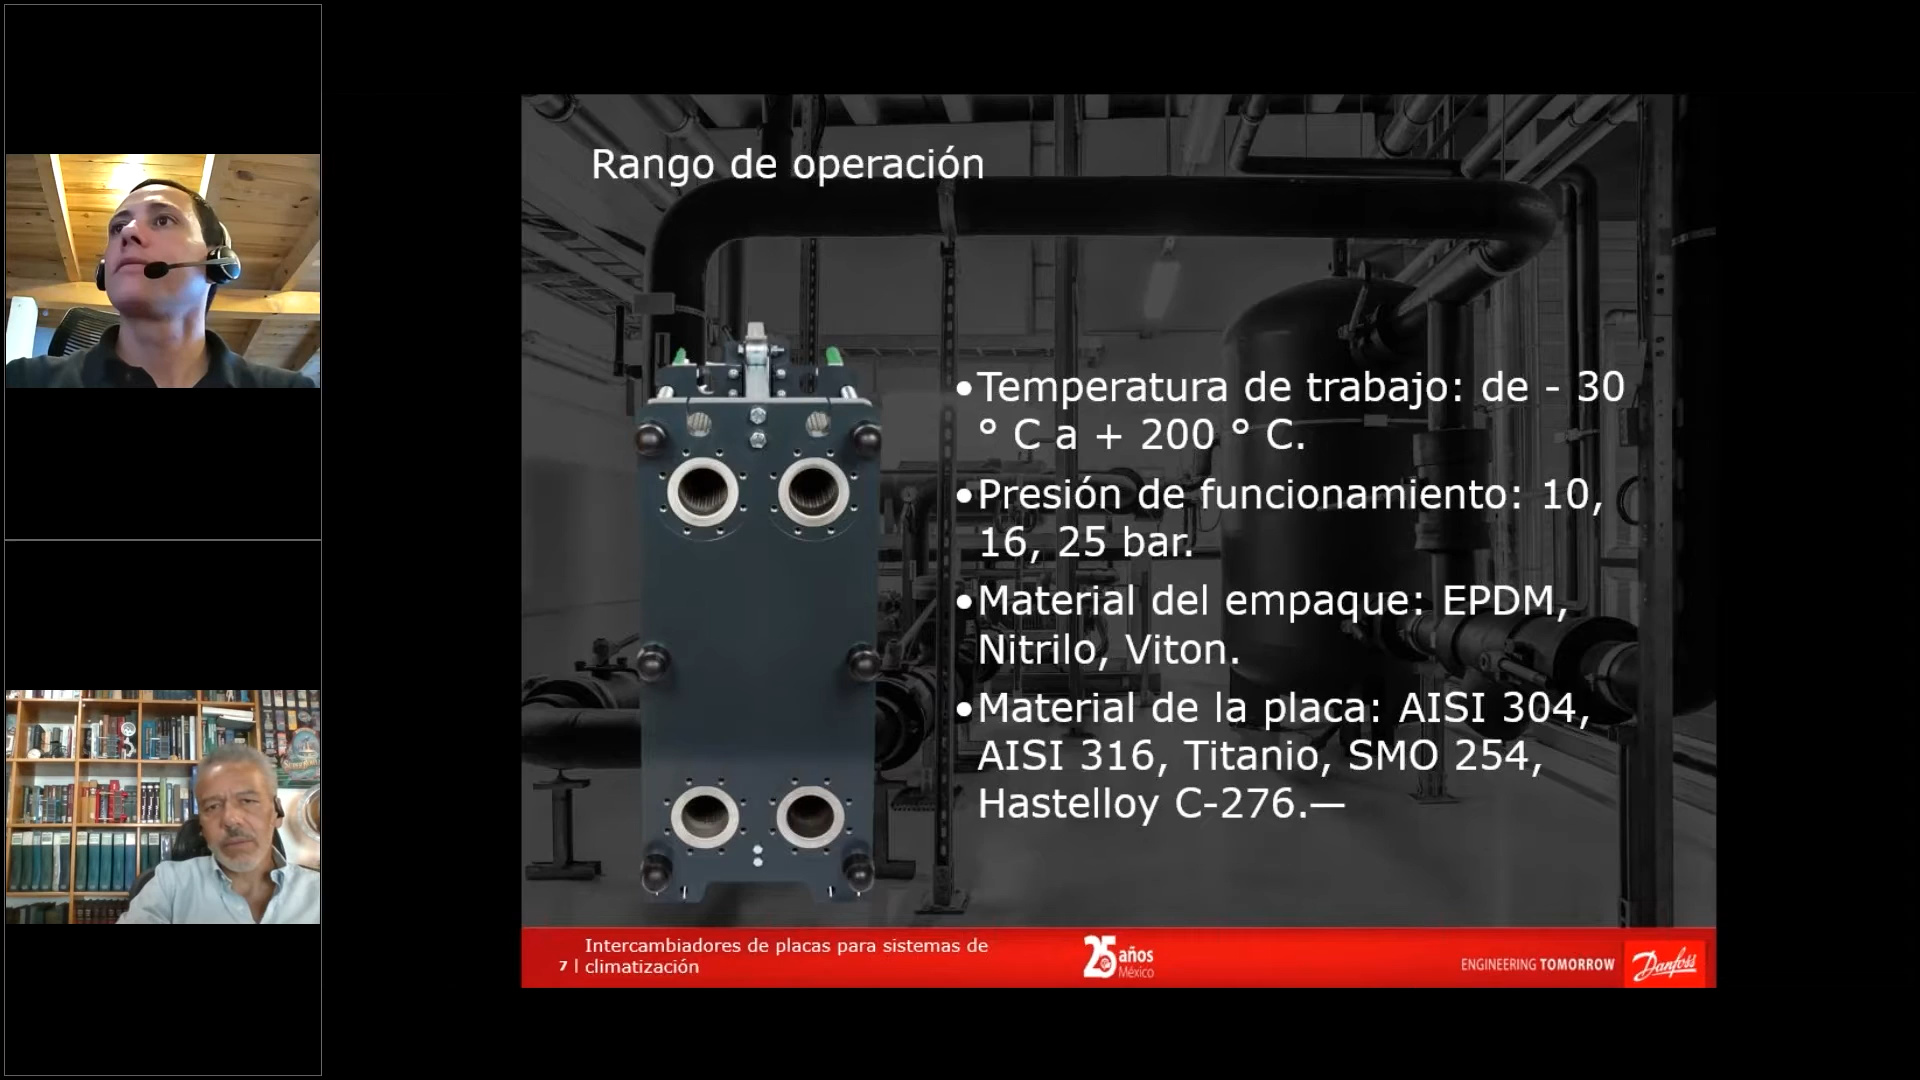 Rango de operación
•Temperatura de trabajo: de - 30
° C a + 200 ° C.
•Presión de funcionamiento: 10,
16, 25 bar.
•Material del empaque: EPDM,
Nitrilo, Viton.
•Material de la placa: AISI 304,
AISI 316, Titanio, SMO 254,
Hastelloy C-276.—
Intercambiadores de placas para sistemas de
7 | climatización
25 años
México
ENGINEERING TOMORROW
Danfoss